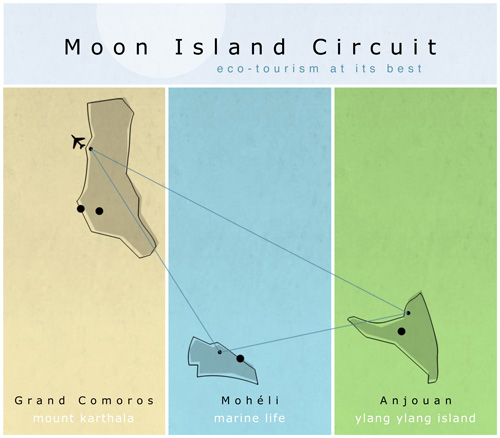 Moon Island Circuit
eco-tourism at its best
Grand Comoros
mount karthala
Mohéli
marine life
Anjouan
ylang ylang island